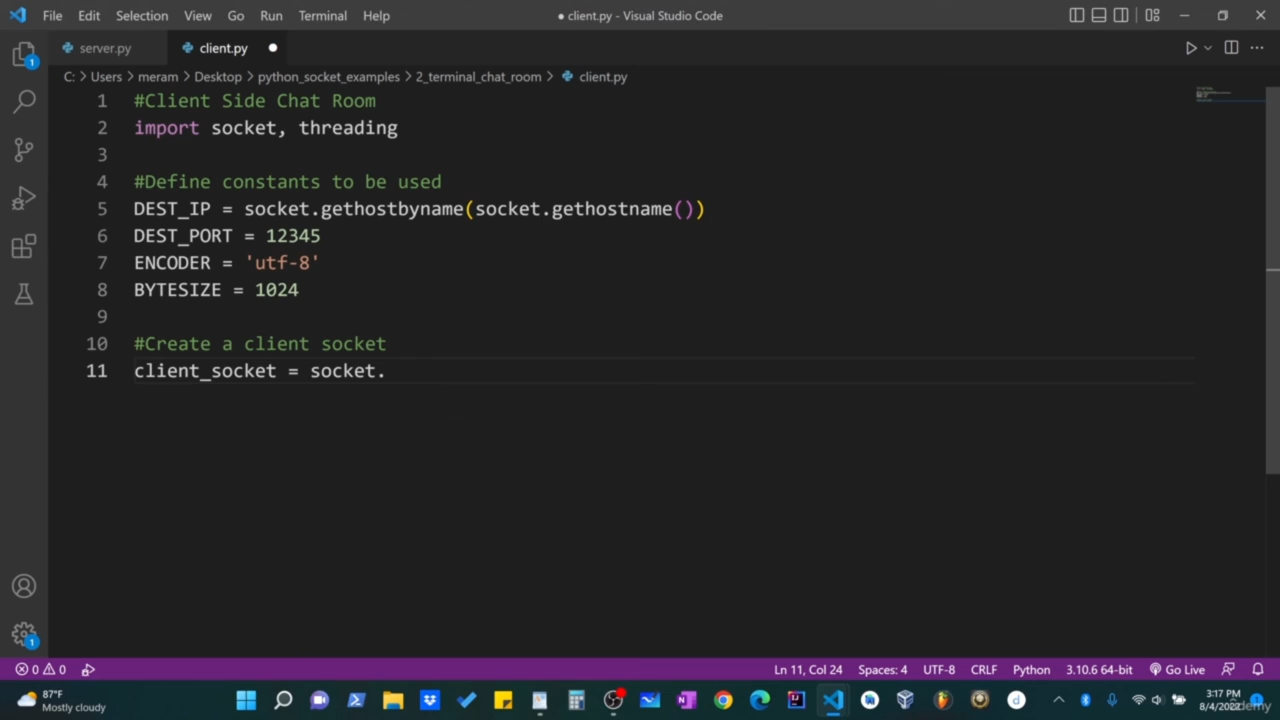 File Edit Selection View Go Run Terminal Help
● client.py - Visual Studio Code
server.py client.py
C: > Users > meram > Desktop > python_socket_examples > 2_terminal_chat_room > client.py
1 #Client Side Chat Room
2 import socket, threading
3
4 #Define constants to be used
5 DEST_IP = socket.gethostbyname(socket.gethostname())
6 DEST_PORT = 12345
7 ENCODER = 'utf-8'
8 BYTESIZE = 1024
9
10 #Create a client socket
11 client_socket = socket.
1
1
0 0 Ln 11, Col 24 Spaces: 4 UTF-8 CRLF Python 3.10.6 64-bit Go Live
87°F
Mostly cloudy
3:17 PM
8/4/2022